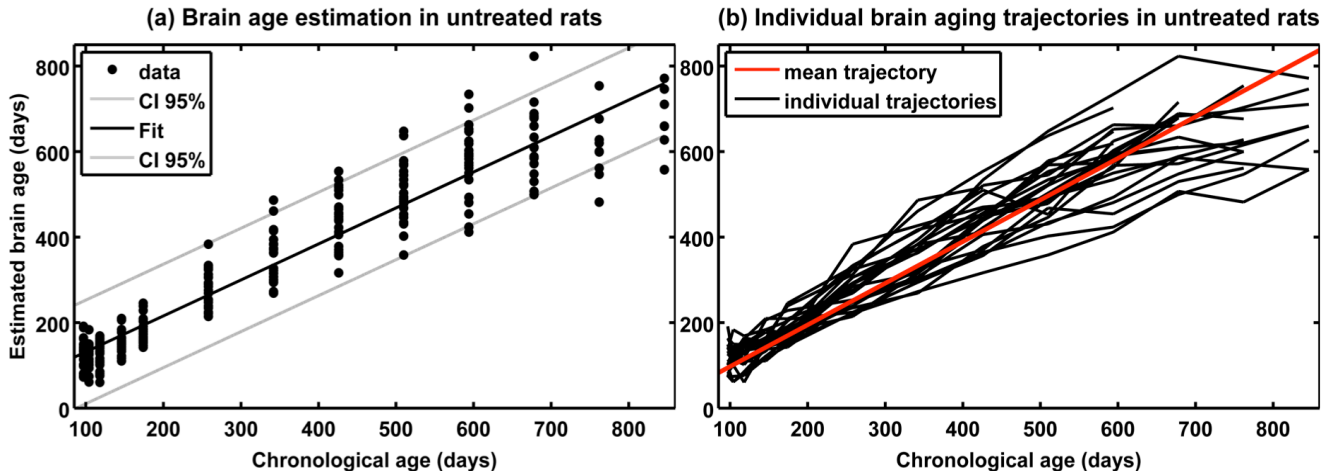 (a) Brain age estimation in untreated rats
800
600
400
200
0
Estimated brain age (days)
data
CI 95%
Fit
CI 95%
100 200 300 400 500 600 700 800
Chronological age (days)
(b) Individual brain aging trajectories in untreated rats
800
600
400
200
0
mean trajectory
individual trajectories
100 200 300 400 500 600 700 800
Chronological age (days)